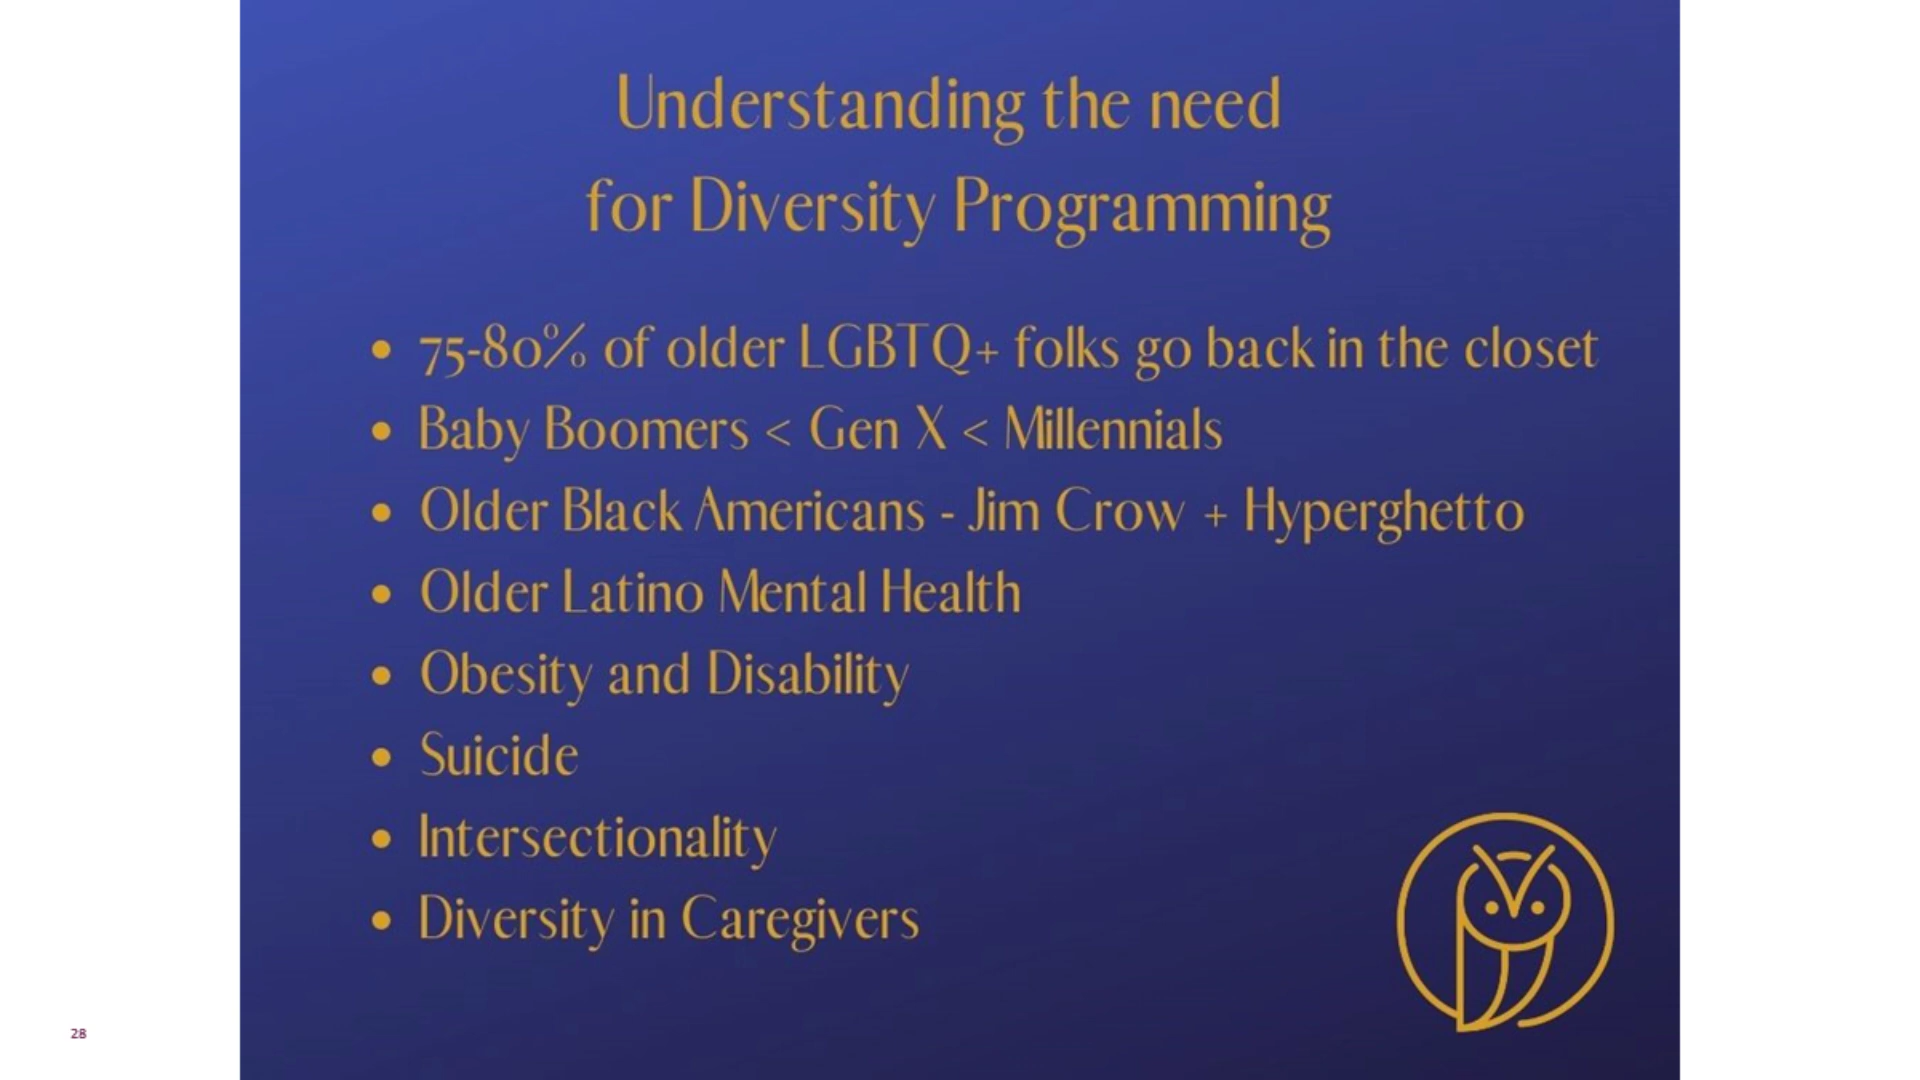 Understanding the need
for Diversity Programming
• 75-80% of older LGBTQ+ folks go back in the closet
• Baby Boomers < Gen X < Millennials
• Older Black Americans - Jim Crow + Hyperghetto
• Older Latino Mental Health
• Obesity and Disability
• Suicide
• Intersectionality
• Diversity in Caregivers
28